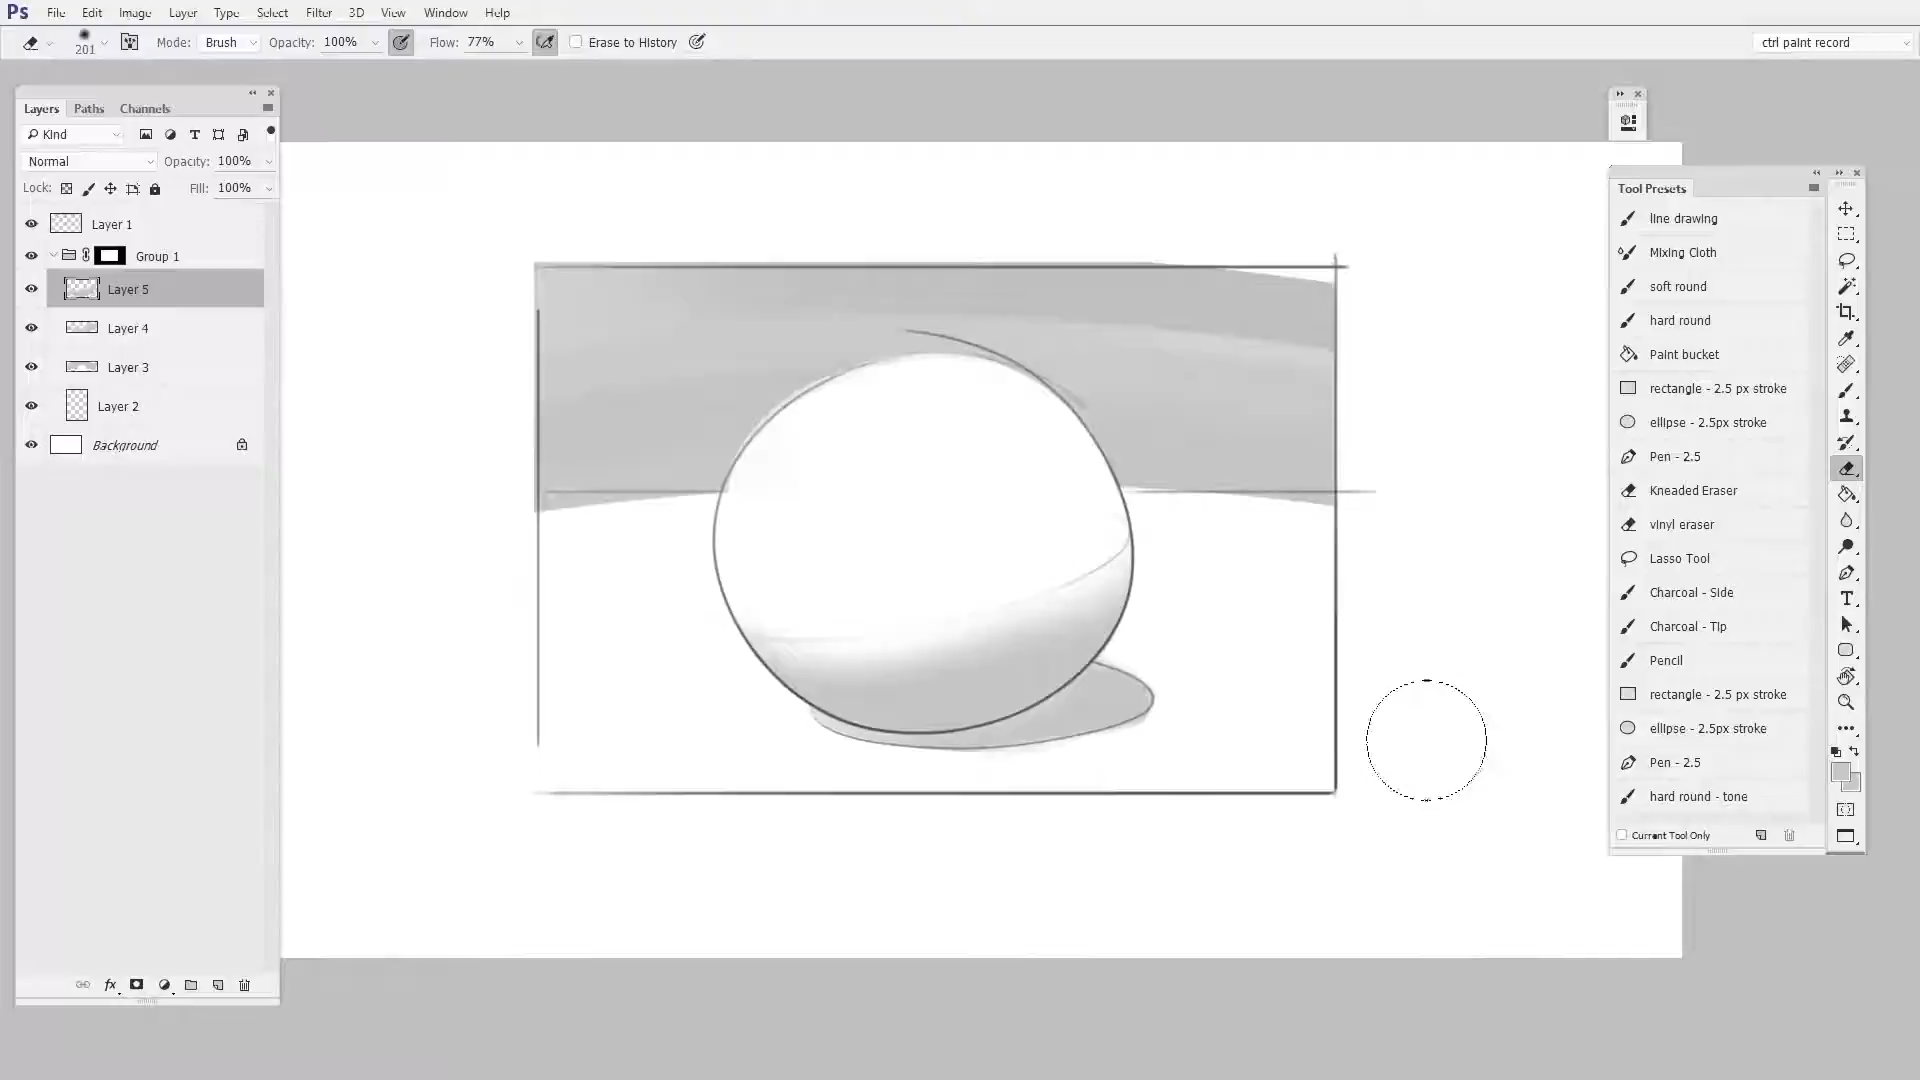 Ps File Edit Image Layer Type Select Filter 3D View Window Help
201 Mode: Brush Opacity: 100% Flow: 77% Erase to History ctrl paint record
Layers Paths Channels
Kind
Normal Opacity: 100%
Lock: Fill: 100%
Layer 1
Group 1
Layer 5
Layer 4
Layer 3
Layer 2
Background
fx
Tool Presets
line drawing
Mixing Cloth
soft round
hard round
Paint bucket
rectangle - 2.5 px stroke
ellipse - 2.5px stroke
Pen - 2.5
Kneaded Eraser
vinyl eraser
Lasso Tool
Charcoal - Side
Charcoal - Tip
Pencil
rectangle - 2.5 px stroke
ellipse - 2.5px stroke
Pen - 2.5
hard round - tone
Current Tool Only